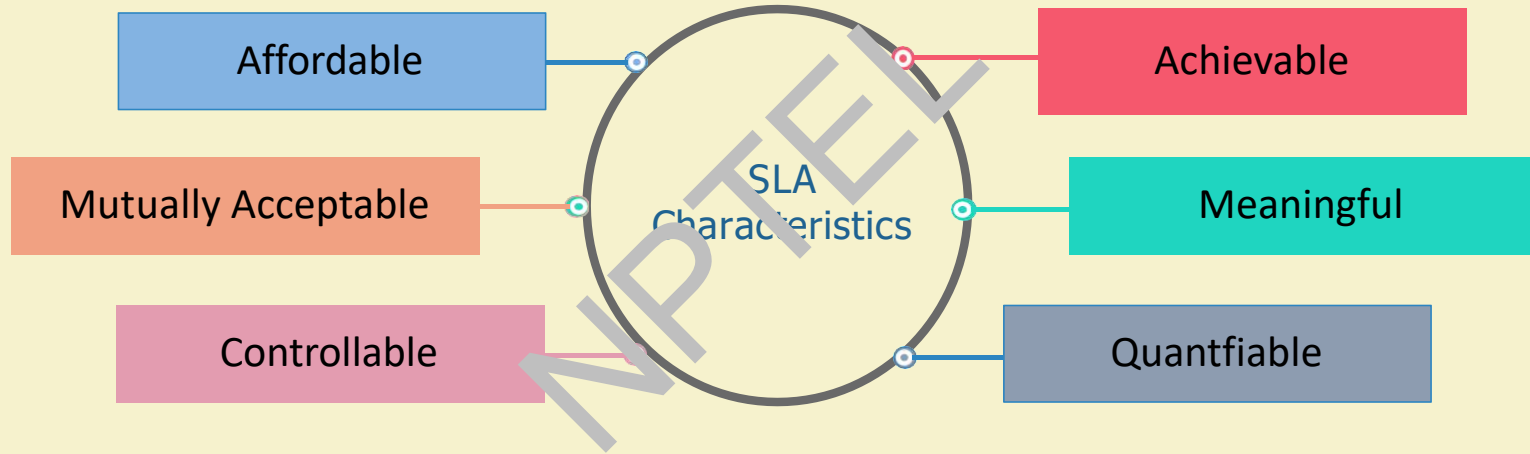 Affordable
Achievable
Mutually Acceptable
SLA
Characteristics
Meaningful
Controllable
Quantfiable
NPTEL